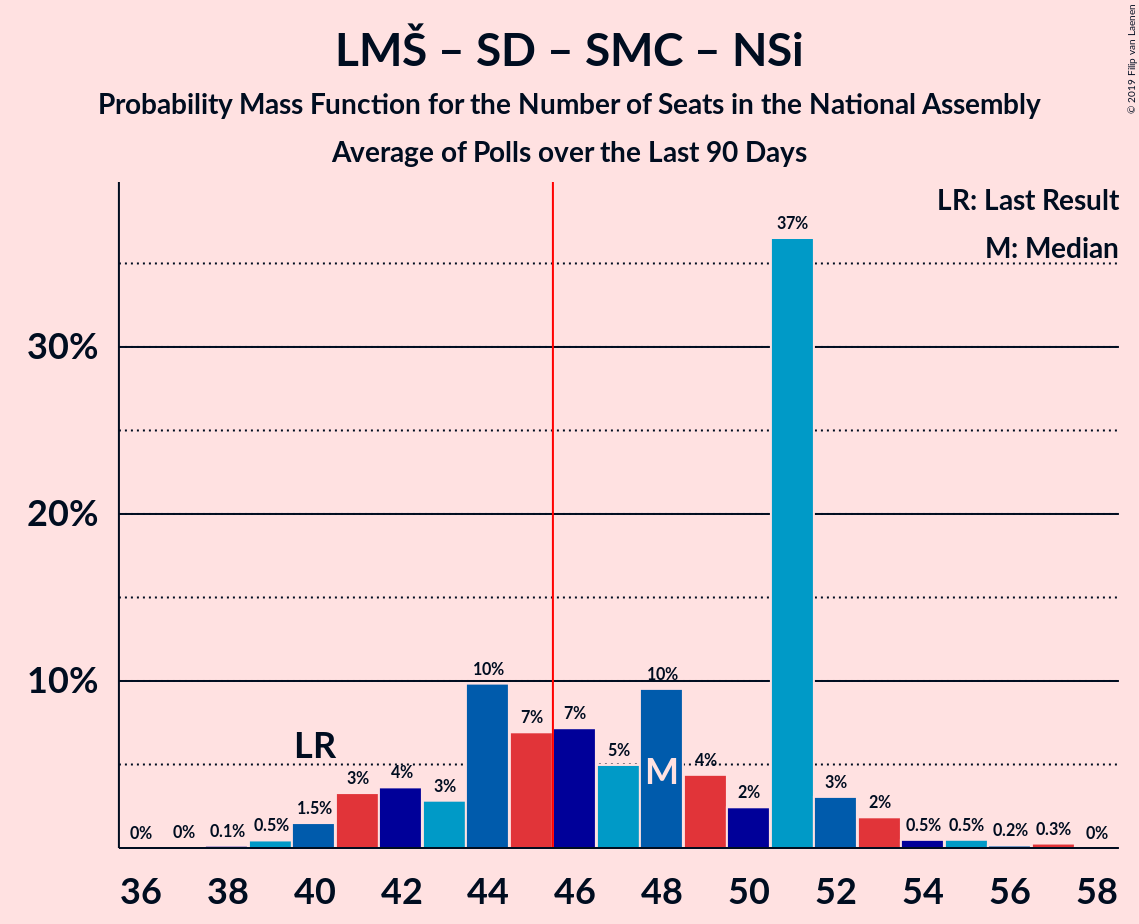 LMŠ – SD – SMC – NSi
Probability Mass Function for the Number of Seats in the National Assembly
Average of Polls over the Last 90 Days
© 2019 Filip van Laenen
LR: Last Result
M: Median
30%
20%
10%
0%
0%
0.1%
0.5%
1.5%
3%
4%
3%
10%
7%
7%
5%
10%
4%
2%
37%
3%
2%
0.5%
0.5%
0.2%
0.3%
0%
LR
M
36 38 40 42 44 46 48 50 52 54 56 58